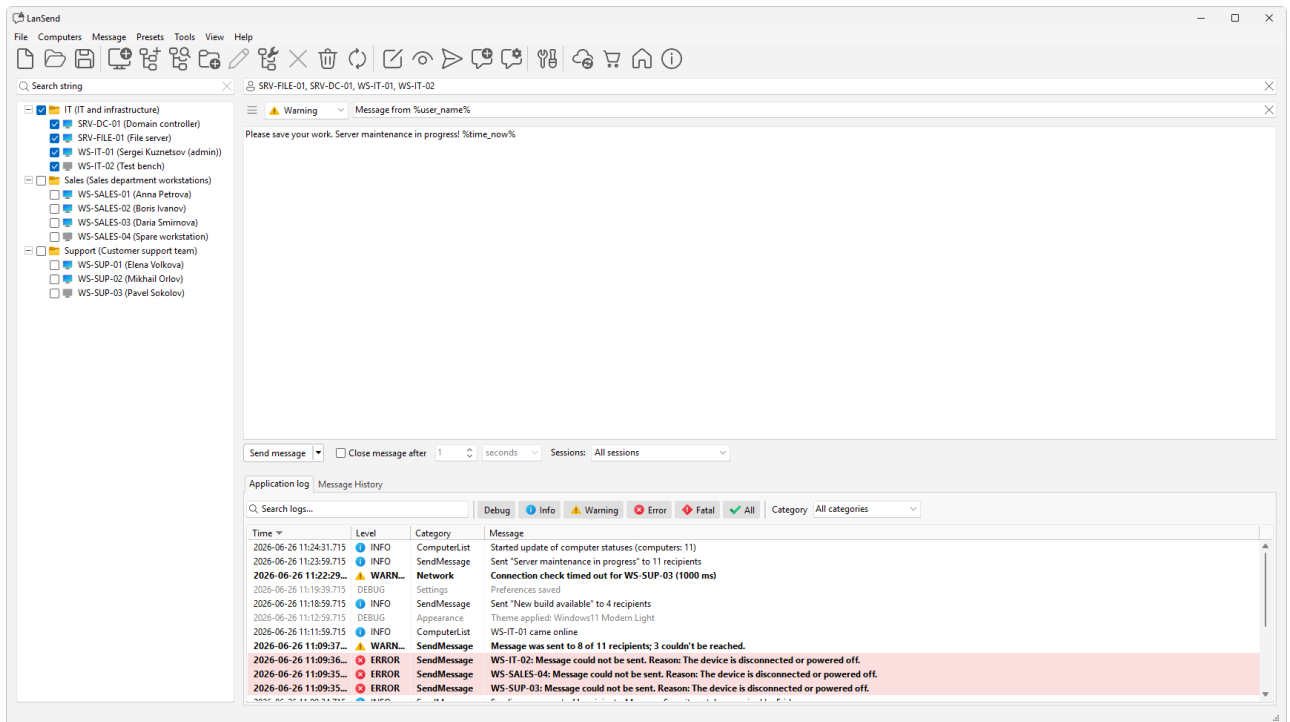 LanSend
File Computers Message Presets Tools View Help
Search string
SRV-FILE-01, SRV-DC-01, WS-IT-01, WS-IT-02
IT (IT and infrastructure)
SRV-DC-01 (Domain controller)
SRV-FILE-01 (File server)
WS-IT-01 (Sergei Kuznetsov (admin))
WS-IT-02 (Test bench)
Sales (Sales department workstations)
WS-SALES-01 (Anna Petrova)
WS-SALES-02 (Boris Ivanov)
WS-SALES-03 (Daria Smirnova)
WS-SALES-04 (Spare workstation)
Support (Customer support team)
WS-SUP-01 (Elena Volkova)
WS-SUP-02 (Mikhail Orlov)
WS-SUP-03 (Pavel Sokolov)
Warning Message from %user_name%
Please save your work. Server maintenance in progress! %time_now%
Send message Close message after 1 seconds Sessions: All sessions
Application log Message History
Search logs... Debug Info Warning Error Fatal All Category All categories
Time Level Category Message
2026-06-26 11:24:31.715 INFO ComputerList Started update of computer statuses (computers: 11)
2026-06-26 11:23:59.715 INFO SendMessage Sent "Server maintenance in progress" to 11 recipients
2026-06-26 11:22:29... WARN... Network Connection check timed out for WS-SUP-03 (1000 ms)
2026-06-26 11:19:39.715 DEBUG Settings Preferences saved
2026-06-26 11:18:59.715 INFO SendMessage Sent "New build available" to 4 recipients
2026-06-26 11:12:59.715 DEBUG Appearance Theme applied: Windows11 Modern Light
2026-06-26 11:11:59.715 INFO ComputerList WS-IT-01 came online
2026-06-26 11:09:37... WARN... SendMessage Message was sent to 8 of 11 recipients; 3 couldn't be reached.
2026-06-26 11:09:36... ERROR SendMessage WS-IT-02: Message could not be sent. Reason: The device is disconnected or powered off.
2026-06-26 11:09:35... ERROR SendMessage WS-SALES-04: Message could not be sent. Reason: The device is disconnected or powered off.
2026-06-26 11:09:35... ERROR SendMessage WS-SUP-03: Message could not be sent. Reason: The device is disconnected or powered off.